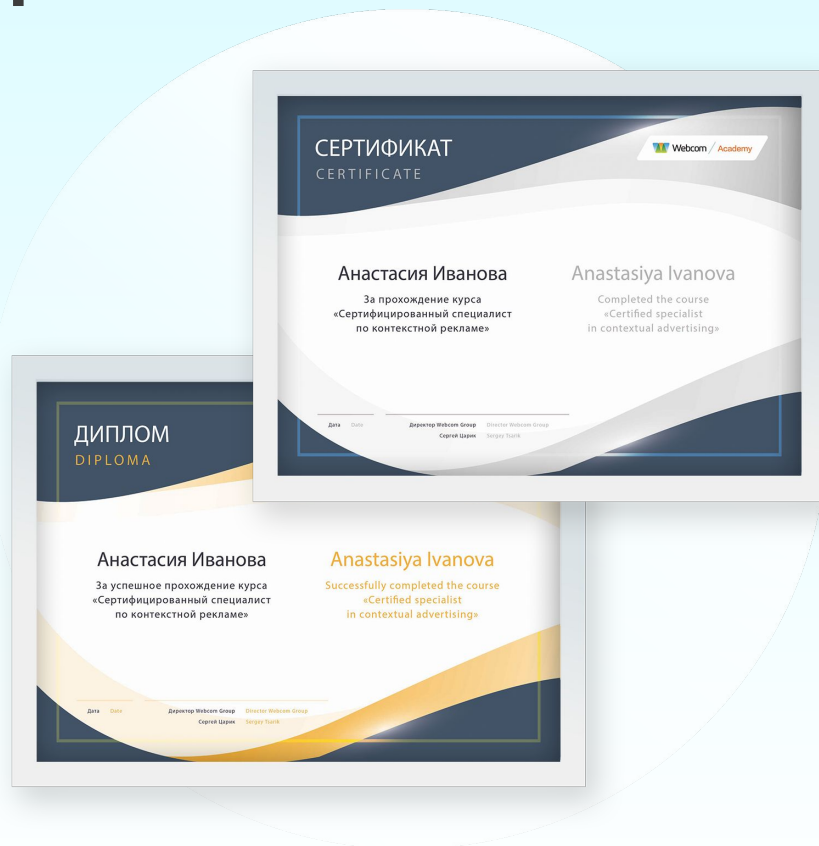 СЕРТИФИКАТ
CERTIFICATE
Webcom / Academy
Анастасия Иванова
За прохождение курса
«Сертифицированный специалист
по контекстной рекламе»
Anastasiya Ivanova
Completed the course
«Certified specialist
in contextual advertising»
Дата Date
Директор Webcom Group Director Webcom Group
Сергей Царик Sergey Tsarik
ДИПЛОМ
DIPLOMA
Анастасия Иванова
За успешное прохождение курса
«Сертифицированный специалист
по контекстной рекламе»
Anastasiya Ivanova
Successfully completed the course
«Certified specialist
in contextual advertising»
Дата Date
Директор Webcom Group Director Webcom Group
Сергей Царик Sergey Tsarik